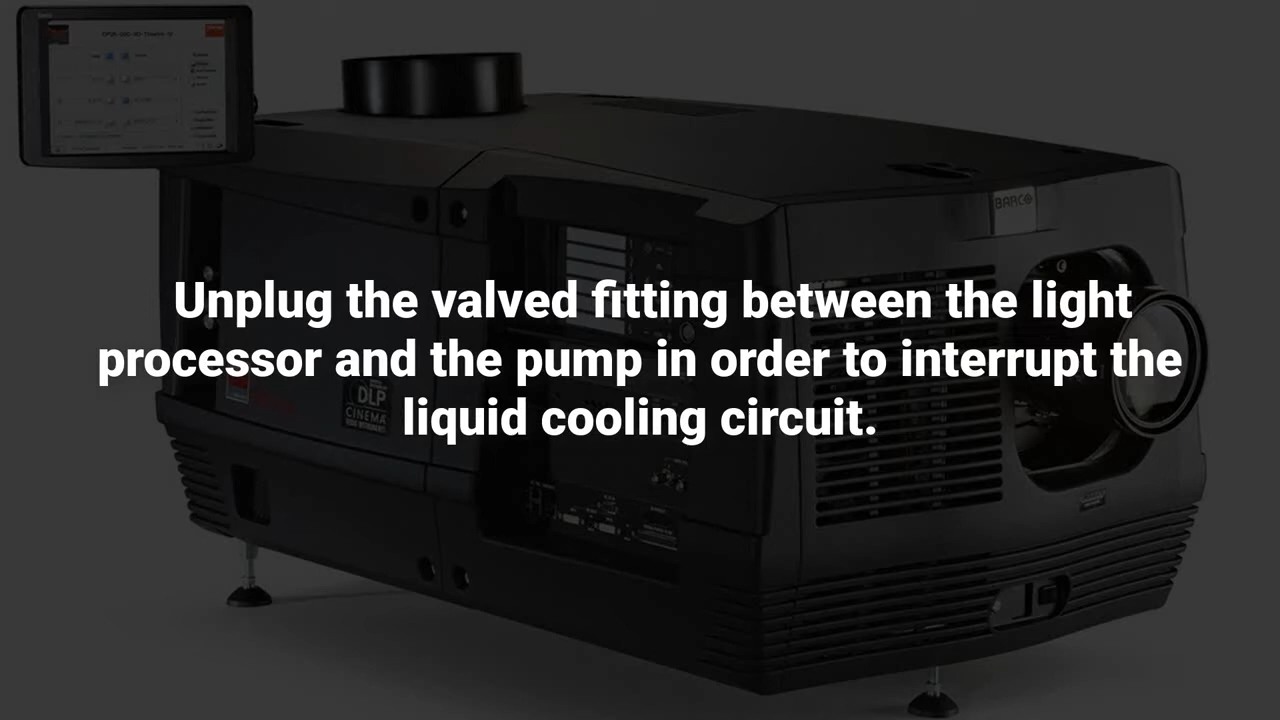 BARCO
Unplug the valved fitting between the light
processor and the pump in order to interrupt the
liquid cooling circuit.
DLP
CINEMA